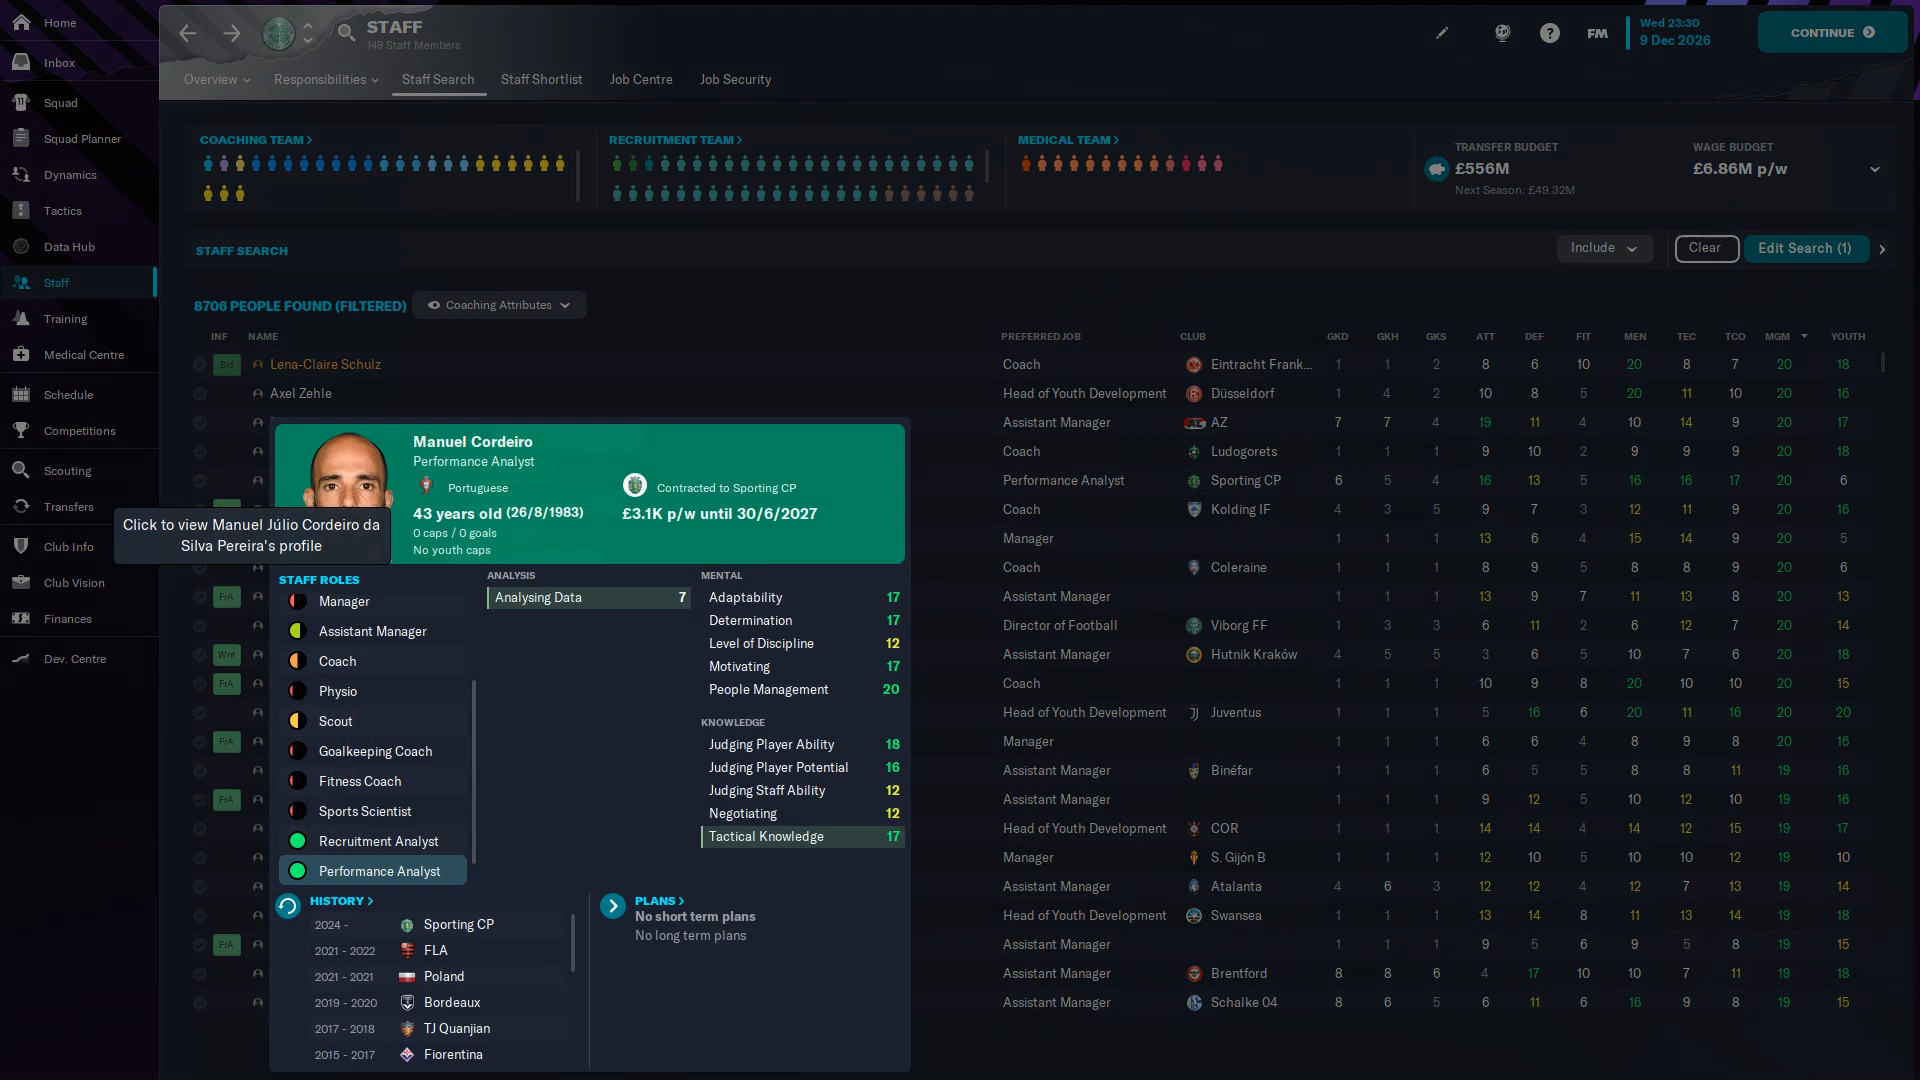 Home
Inbox
Squad
Squad Planner
Dynamics
Tactics
Data Hub
Staff
Training
Medical Centre
Schedule
Competitions
Scouting
Transfers
Club Info
Club Vision
Finances
Dev. Centre
STAFF
149 Staff Members
FM
Wed 23:30
9 Dec 2026
CONTINUE
Overview Responsibilities Staff Search Staff Shortlist Job Centre Job Security
COACHING TEAM
RECRUITMENT TEAM
MEDICAL TEAM
TRANSFER BUDGET
£556M
Next Season: £49.32M
WAGE BUDGET
£6.86M p/w
STAFF SEARCH
Include Clear Edit Search (1)
8706 PEOPLE FOUND (FILTERED) Coaching Attributes
INF NAME PREFERRED JOB CLUB GKD GKH GKS ATT DEF FIT MEN TEC TCO MGM YOUTH
Bid Lena-Claire Schulz Coach Eintracht Frank... 1 1 2 8 6 10 20 8 7 20 18
Axel Zehle Head of Youth Development Düsseldorf 1 4 2 10 8 5 20 11 10 20 16
Assistant Manager AZ 7 7 4 19 11 4 10 14 9 20 17
Coach Ludogorets 1 1 1 9 10 2 9 9 9 20 18
Performance Analyst Sporting CP 6 5 4 16 13 5 16 16 17 20 6
Coach Kolding IF 4 3 5 9 7 3 12 11 9 20 16
Manager 1 1 1 13 6 4 15 14 9 20 5
Coach Coleraine 1 1 1 8 9 5 8 8 9 20 6
FrA Assistant Manager 1 1 1 13 9 7 11 13 8 20 13
Director of Football Viborg FF 1 3 3 6 11 2 6 12 7 20 14
Wnt Assistant Manager Hutnik Kraków 4 5 5 3 6 5 10 7 6 20 18
FrA Coach 1 1 1 10 9 8 20 10 10 20 15
Head of Youth Development Juventus 1 1 1 5 16 6 20 11 16 20 20
FrA Manager 1 1 1 6 6 4 8 9 8 20 16
Assistant Manager Binéfar 1 1 1 6 5 5 8 8 11 19 16
FrA Assistant Manager 1 1 1 9 12 5 10 12 10 19 16
Head of Youth Development COR 1 1 1 14 14 4 14 12 15 19 17
Manager S. Gijón B 1 1 1 12 10 5 10 10 12 19 10
Assistant Manager Atalanta 4 6 3 12 12 4 12 7 13 19 14
Head of Youth Development Swansea 1 1 1 13 14 8 11 13 14 19 18
FrA Assistant Manager 1 1 1 9 5 6 9 5 8 19 15
Assistant Manager Brentford 8 8 6 4 17 10 10 7 11 19 18
Assistant Manager Schalke 04 8 6 5 6 11 6 16 9 8 19 15
Manuel Cordeiro
Performance Analyst
Portuguese
43 years old (26/8/1983)
0 caps / 0 goals
No youth caps
Contracted to Sporting CP
£3.1K p/w until 30/6/2027
Click to view Manuel Júlio Cordeiro da
Silva Pereira's profile
STAFF ROLES
Manager
Assistant Manager
Coach
Physio
Scout
Goalkeeping Coach
Fitness Coach
Sports Scientist
Recruitment Analyst
Performance Analyst
ANALYSIS
Analysing Data 7
MENTAL
Adaptability 17
Determination 17
Level of Discipline 12
Motivating 17
People Management 20
KNOWLEDGE
Judging Player Ability 18
Judging Player Potential 16
Judging Staff Ability 12
Negotiating 12
Tactical Knowledge 17
HISTORY
2024 - Sporting CP
2021 - 2022 FLA
2021 - 2021 Poland
2019 - 2020 Bordeaux
2017 - 2018 TJ Quanjian
2015 - 2017 Fiorentina
PLANS
No short term plans
No long term plans